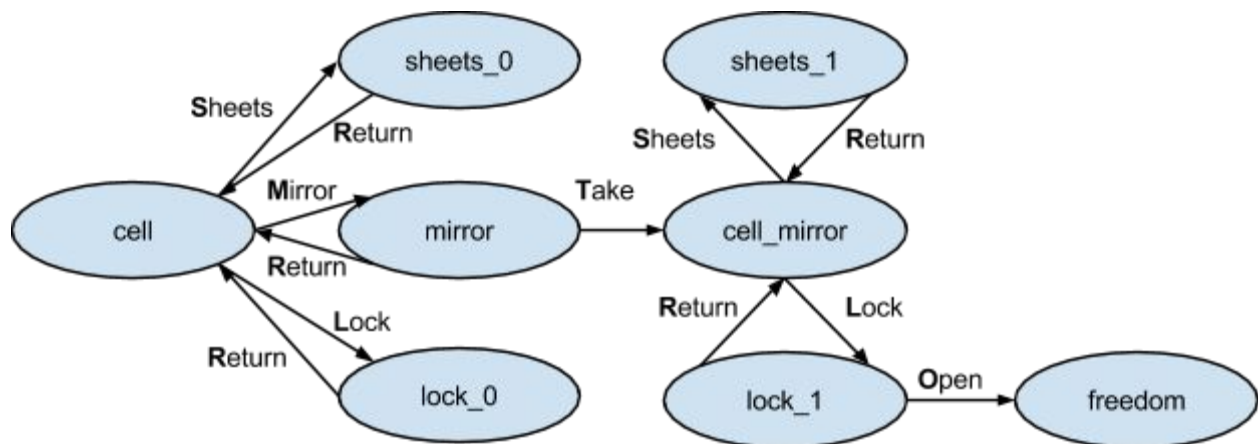 sheets_0
sheets_1
Sheets
Return
Sheets
Return
cell
Mirror
mirror
Take
cell_mirror
Return
Lock
Return
Return
Lock
lock_0
lock_1
Open
freedom